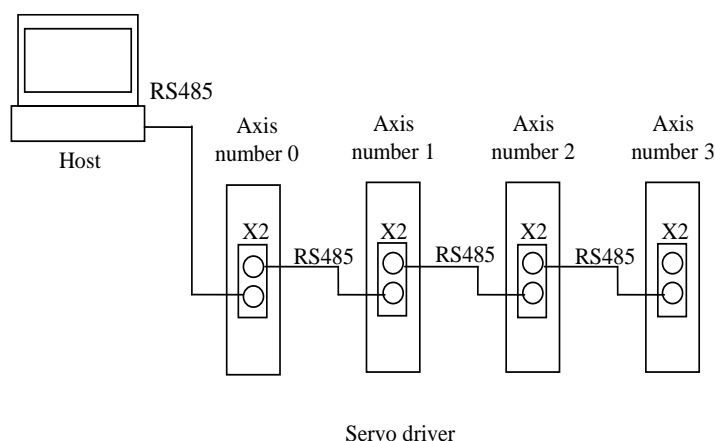 RS485
Host
Axis
number 0
Axis
number 1
Axis
number 2
Axis
number 3
X2
X2
X2
X2
RS485
RS485
RS485
Servo driver